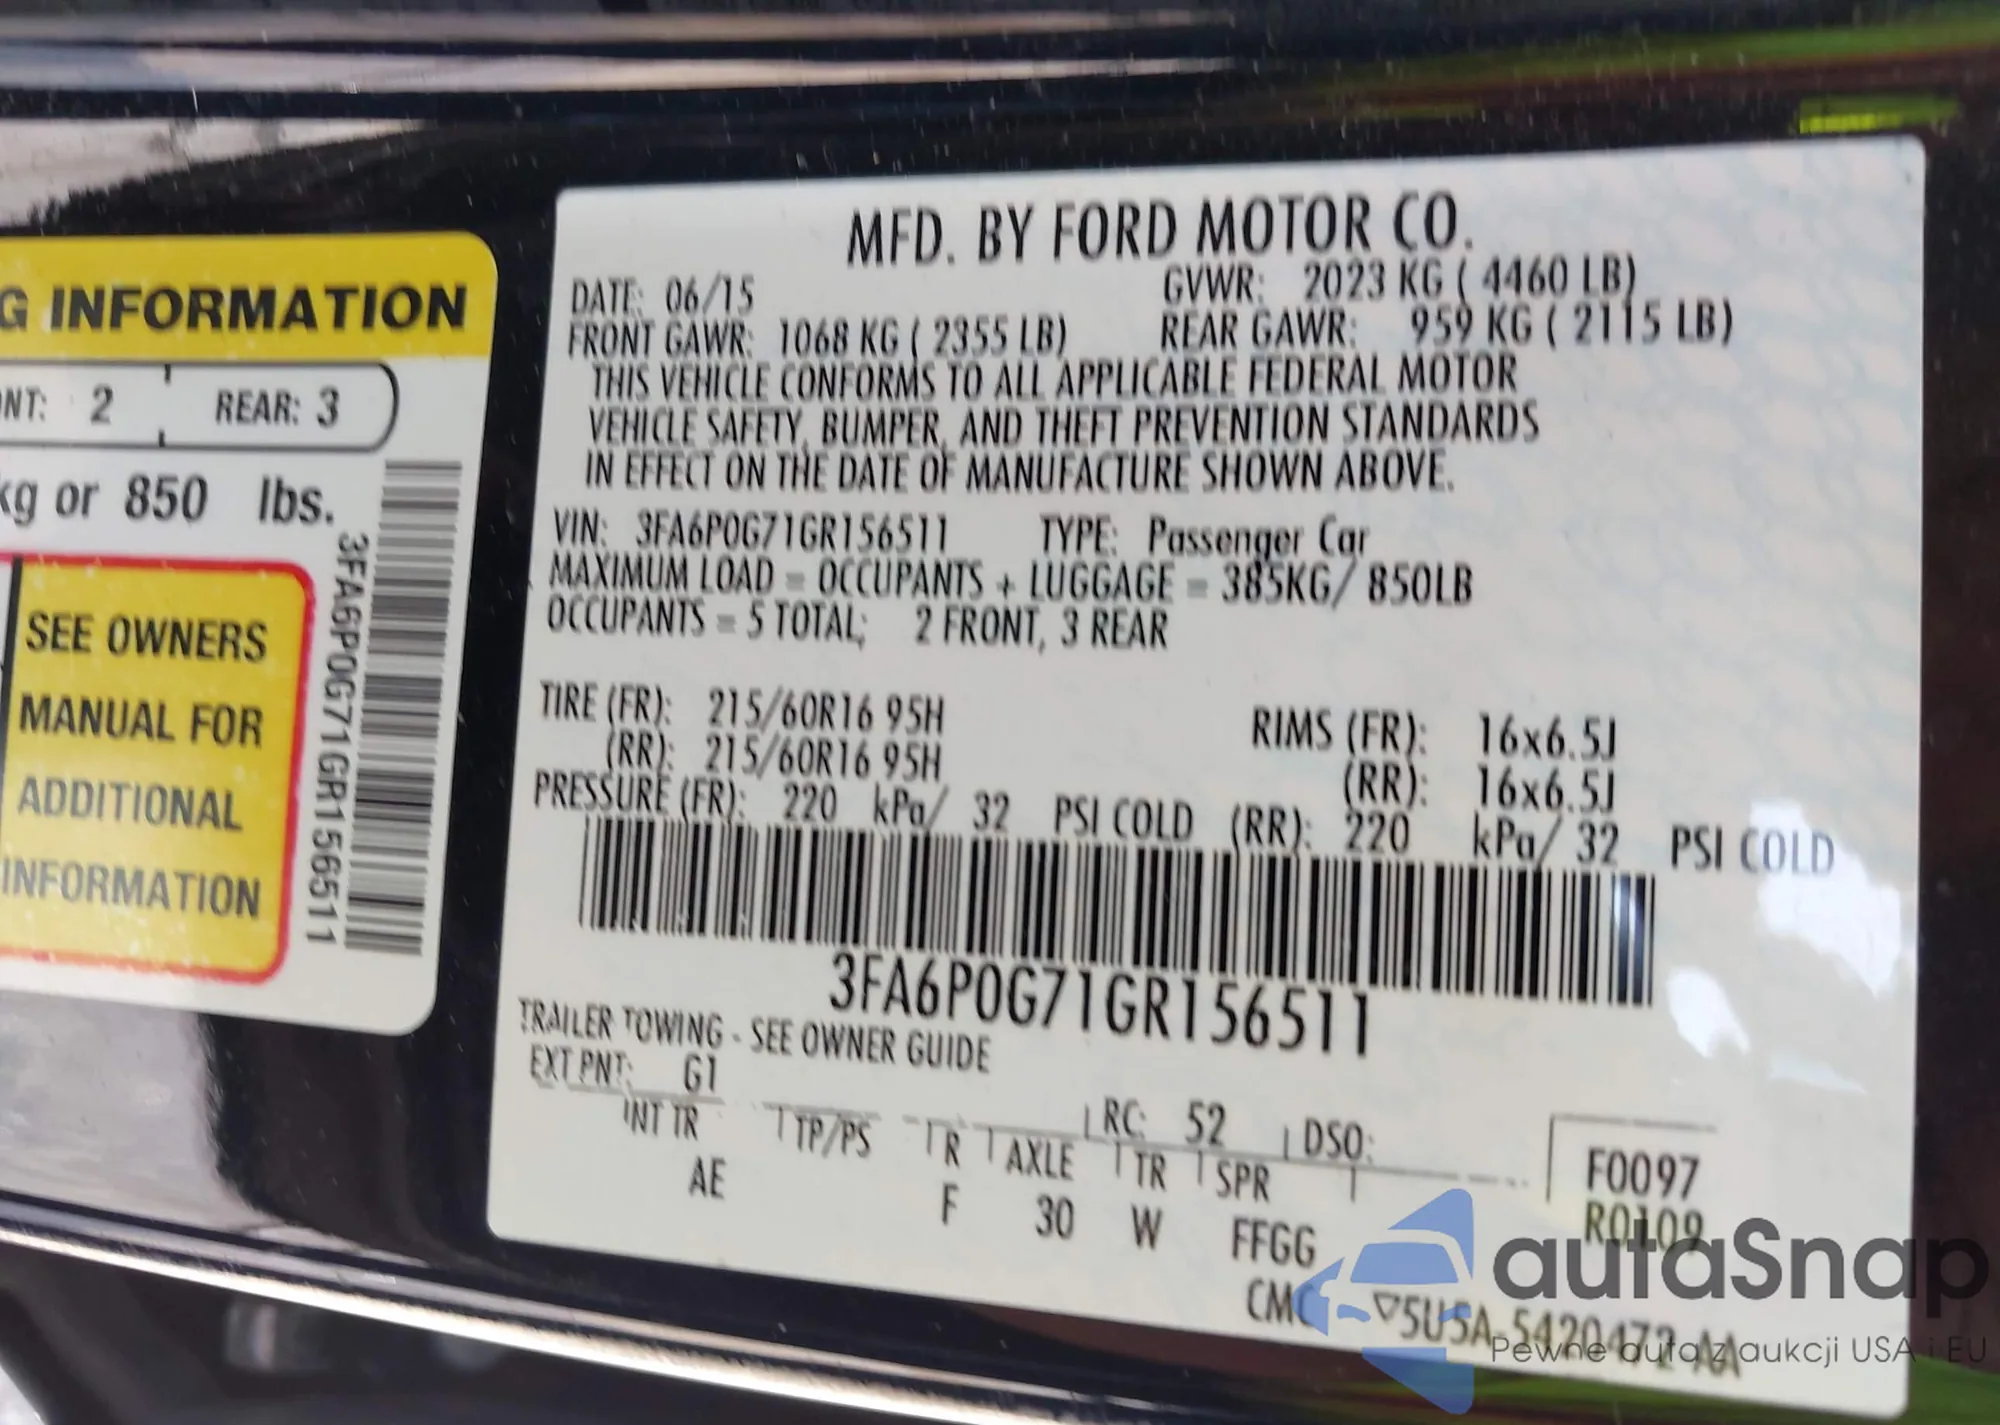 G INFORMATION
NT: 2 REAR: 3
kg or 850 lbs.
SEE OWNERS
MANUAL FOR
ADDITIONAL
INFORMATION
3FA6P0G71GR156511
MFD. BY FORD MOTOR CO.
DATE: 06/15 GVWR: 2023 KG ( 4460 LB)
FRONT GAWR: 1068 KG ( 2355 LB) REAR GAWR: 959 KG ( 2115 LB)
THIS VEHICLE CONFORMS TO ALL APPLICABLE FEDERAL MOTOR
VEHICLE SAFETY, BUMPER, AND THEFT PREVENTION STANDARDS
IN EFFECT ON THE DATE OF MANUFACTURE SHOWN ABOVE.
VIN: 3FA6P0G71GR156511 TYPE: Passenger Car
MAXIMUM LOAD = OCCUPANTS + LUGGAGE = 385KG/ 850LB
OCCUPANTS = 5 TOTAL; 2 FRONT, 3 REAR
TIRE (FR): 215/60R16 95H RIMS (FR): 16x6.5J
(RR): 215/60R16 95H (RR): 16x6.5J
PRESSURE (FR): 220 kPa/ 32 PSI COLD (RR): 220 kPa/ 32 PSI COLD
3FA6P0G71GR156511
TRAILER TOWING - SEE OWNER GUIDE
EXT PNT: G1 RC: 52 DSO:
INT TR TP/PS R AXLE TR SPR F0097
AE F 30 W FFGG R0109
CMC ▽5U5A-5420472-AA
autaSnap
Pewne auta z aukcji USA i EU